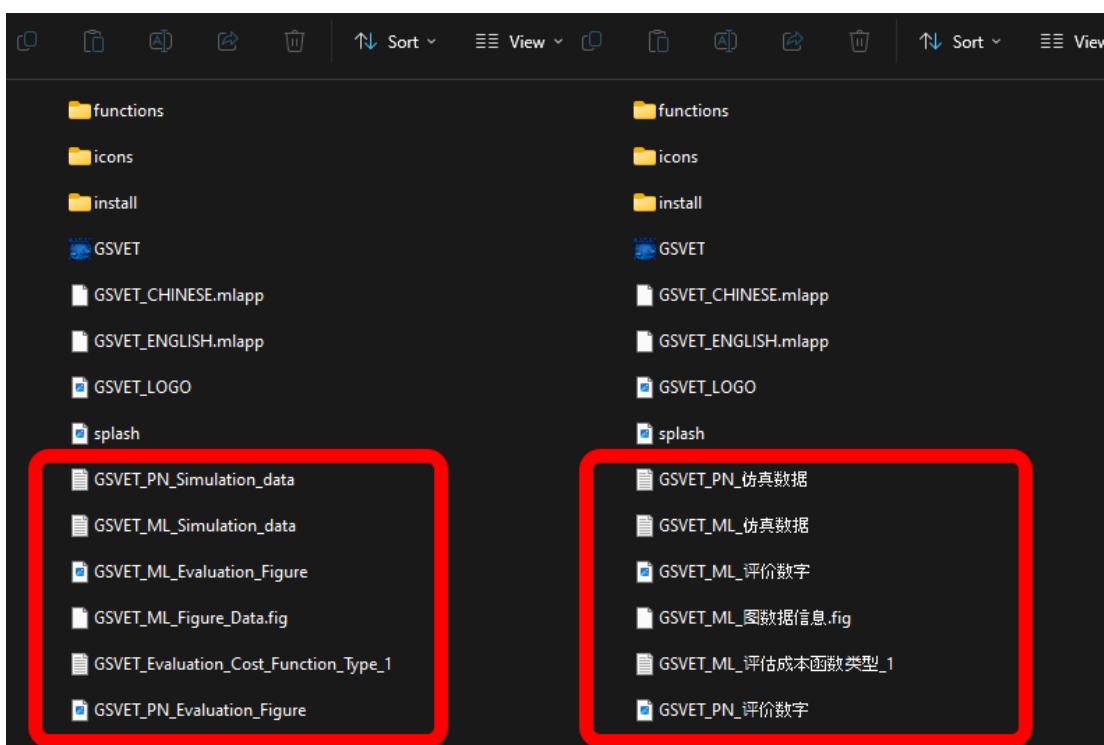 Sort
View
Sort
View
functions
icons
install
GSVET
GSVET_CHINESE.mlapp
GSVET_ENGLISH.mlapp
GSVET_LOGO
splash
GSVET_PN_Simulation_data
GSVET_ML_Simulation_data
GSVET_ML_Evaluation_Figure
GSVET_ML_Figure_Data.fig
GSVET_Evaluation_Cost_Function_Type_1
GSVET_PN_Evaluation_Figure
functions
icons
install
GSVET
GSVET_CHINESE.mlapp
GSVET_ENGLISH.mlapp
GSVET_LOGO
splash
GSVET_PN_仿真数据
GSVET_ML_仿真数据
GSVET_ML_评价数字
GSVET_ML_图数据信息.fig
GSVET_ML_评估成本函数类型_1
GSVET_PN_评价数字